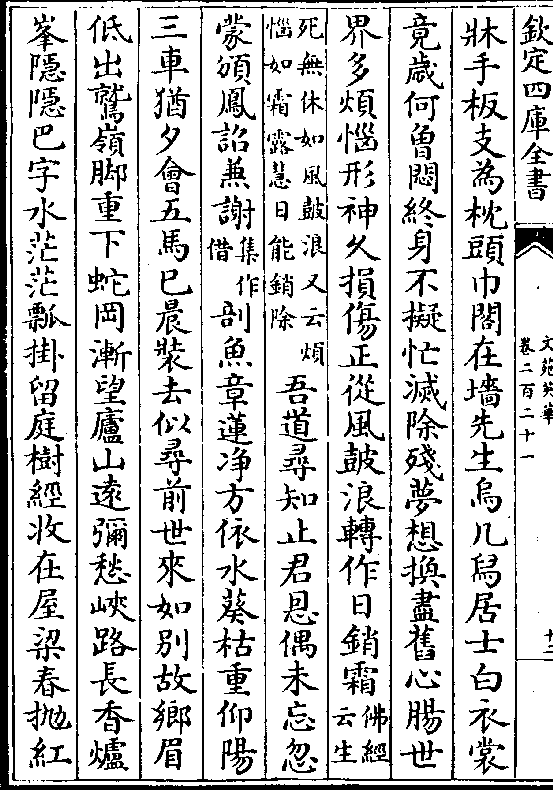 欽定四庫全書
文苑英華
卷二百二十一
十二
牀手板支為枕頭巾閣在墻先生烏几舄居士白衣裳
竟歲何曾悶終身不擬忙滅除殘夢想換盡舊心腸世
界多煩惱形神久損傷正從風皷浪轉作日銷霜佛經云生
死無休如風皷浪又云煩惱如霜露慧日能銷除吾道尋知止君恩偶未忘忽
蒙頒鳳詔兼謝集作借剖魚章蓮净方依水葵枯重仰陽
三車猶夕會五馬巳晨裝去似尋前世來如別故鄉眉
低出鷲嶺脚重下蛇岡漸望廬山遠彌愁峽路長香爐
峯隱隱巴字水茫茫瓢掛留庭樹經收在屋梁春抛紅